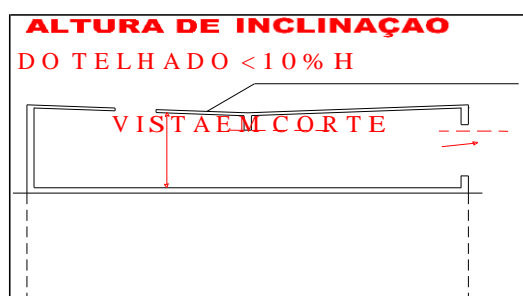 ALTURA DE INCLINAÇAO
DO TELHADO <10% H
VISTA EM CORTE